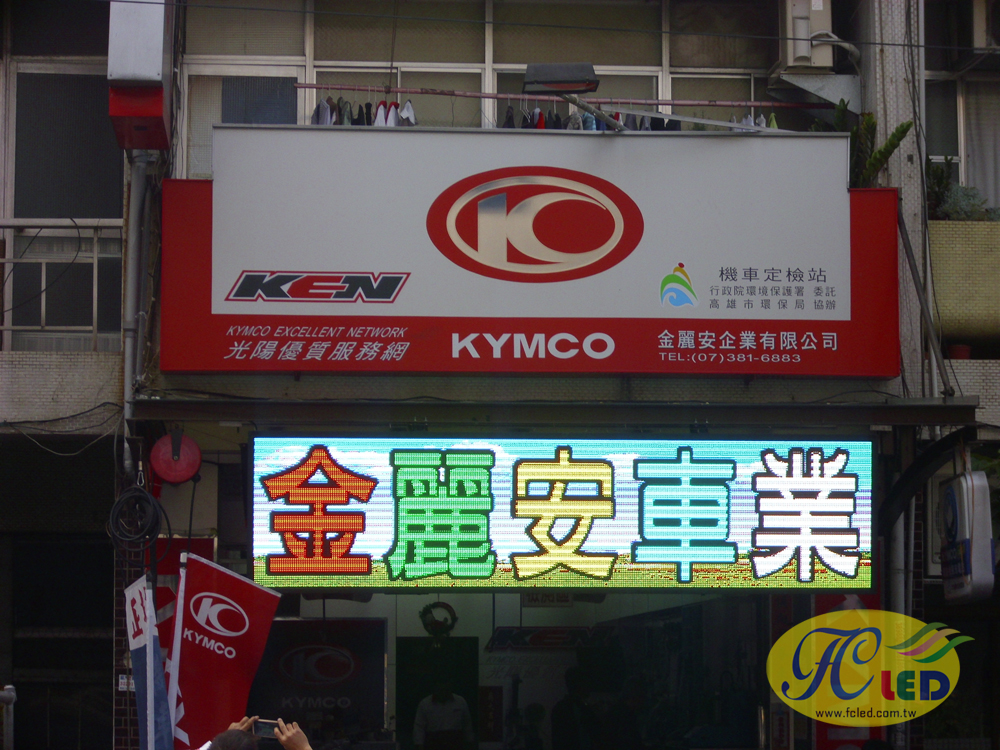 KEN
機車定檢站
行政院環境保護署 委託
高雄市環保局 協辦
KYMCO EXCELLENT NETWORK
光陽優質服務網
KYMCO
金麗安企業有限公司
TEL:(07)381-6883
金麗安車業
KYMCO
KYMCO
FC LED
www.fcled.com.tw